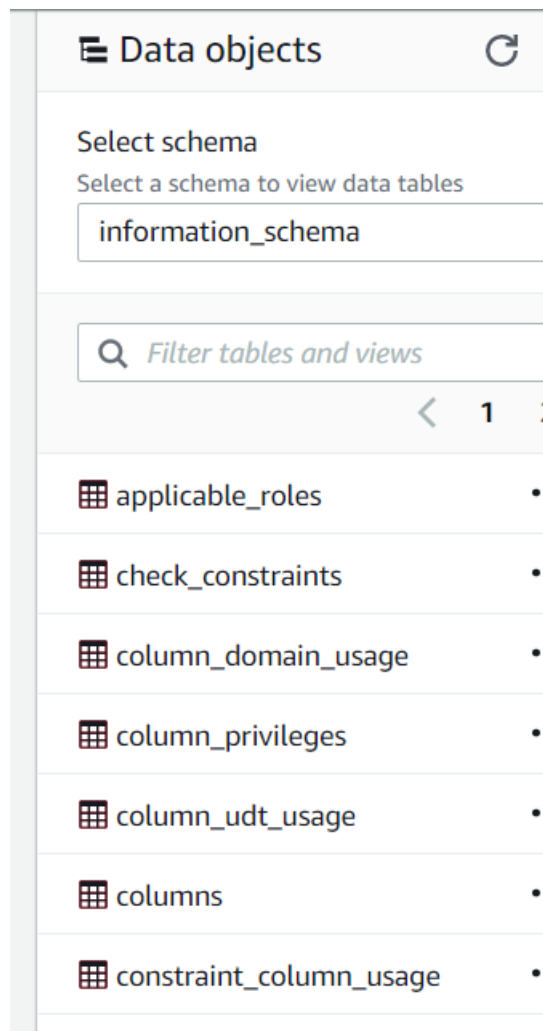 Data objects
Select schema
Select a schema to view data tables
information_schema
Filter tables and views
1
applicable_roles
check_constraints
column_domain_usage
column_privileges
column_udt_usage
columns
constraint_column_usage